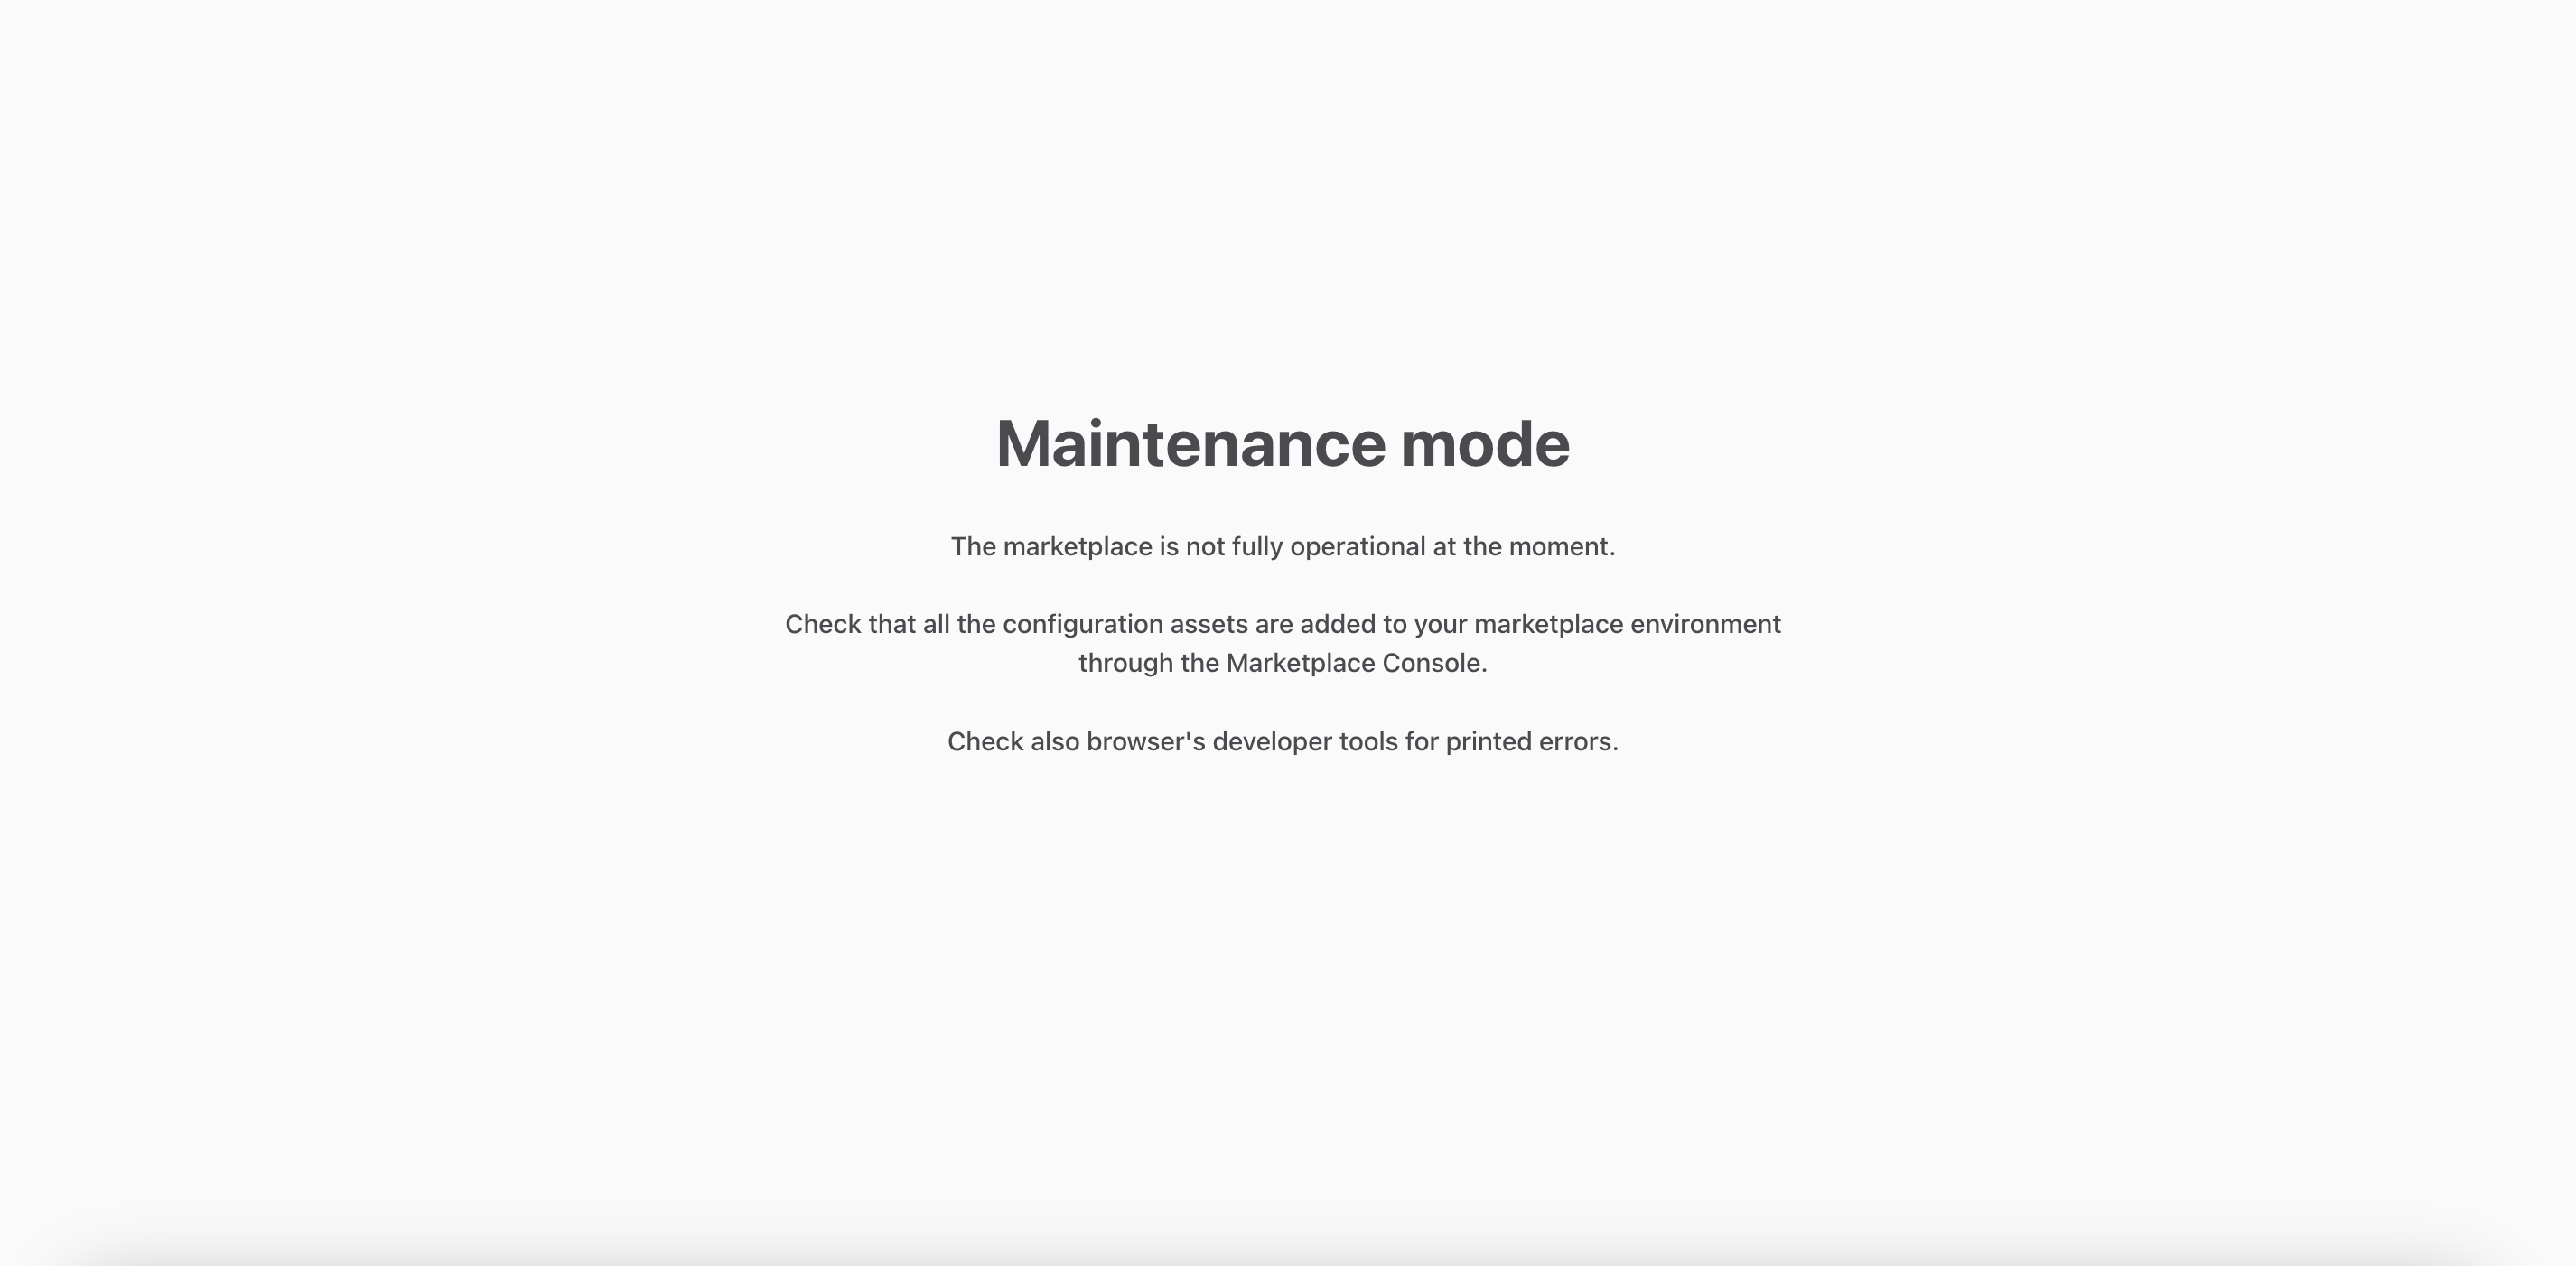 Maintenance mode
The marketplace is not fully operational at the moment.
Check that all the configuration assets are added to your marketplace environment
through the Marketplace Console.
Check also browser's developer tools for printed errors.